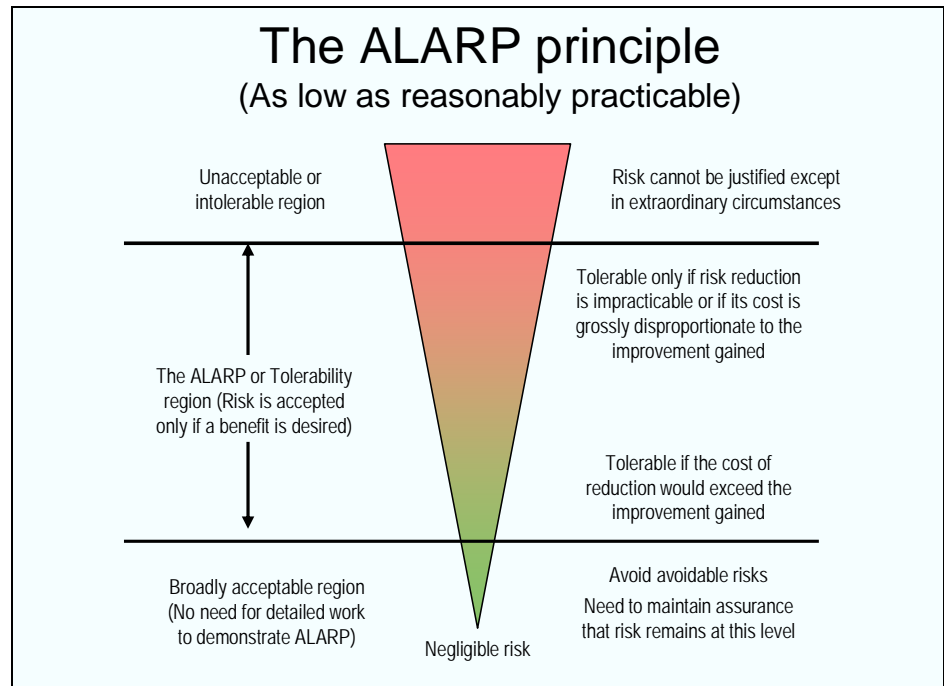 The ALARP principle
(As low as reasonably practicable)
Unacceptable or
intolerable region
Risk cannot be justified except
in extraordinary circumstances
Tolerable only if risk reduction
is impracticable or if its cost is
grossly disproportionate to the
improvement gained
The ALARP or Tolerability
region (Risk is accepted
only if a benefit is desired)
Tolerable if the cost of
reduction would exceed the
improvement gained
Broadly acceptable region
(No need for detailed work
to demonstrate ALARP)
Avoid avoidable risks
Need to maintain assurance
that risk remains at this level
Negligible risk